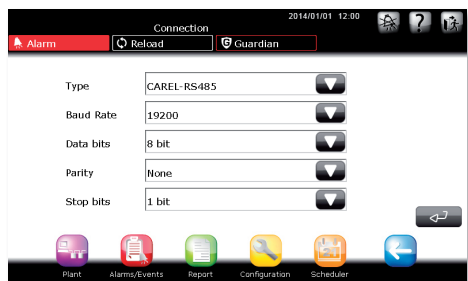 2014/01/01 12:00
Connection
Alarm Reload Guardian
Type CAREL-RS485
Baud Rate 19200
Data bits 8 bit
Parity None
Stop bits 1 bit
Plant Alarms/Events Report Configuration Scheduler